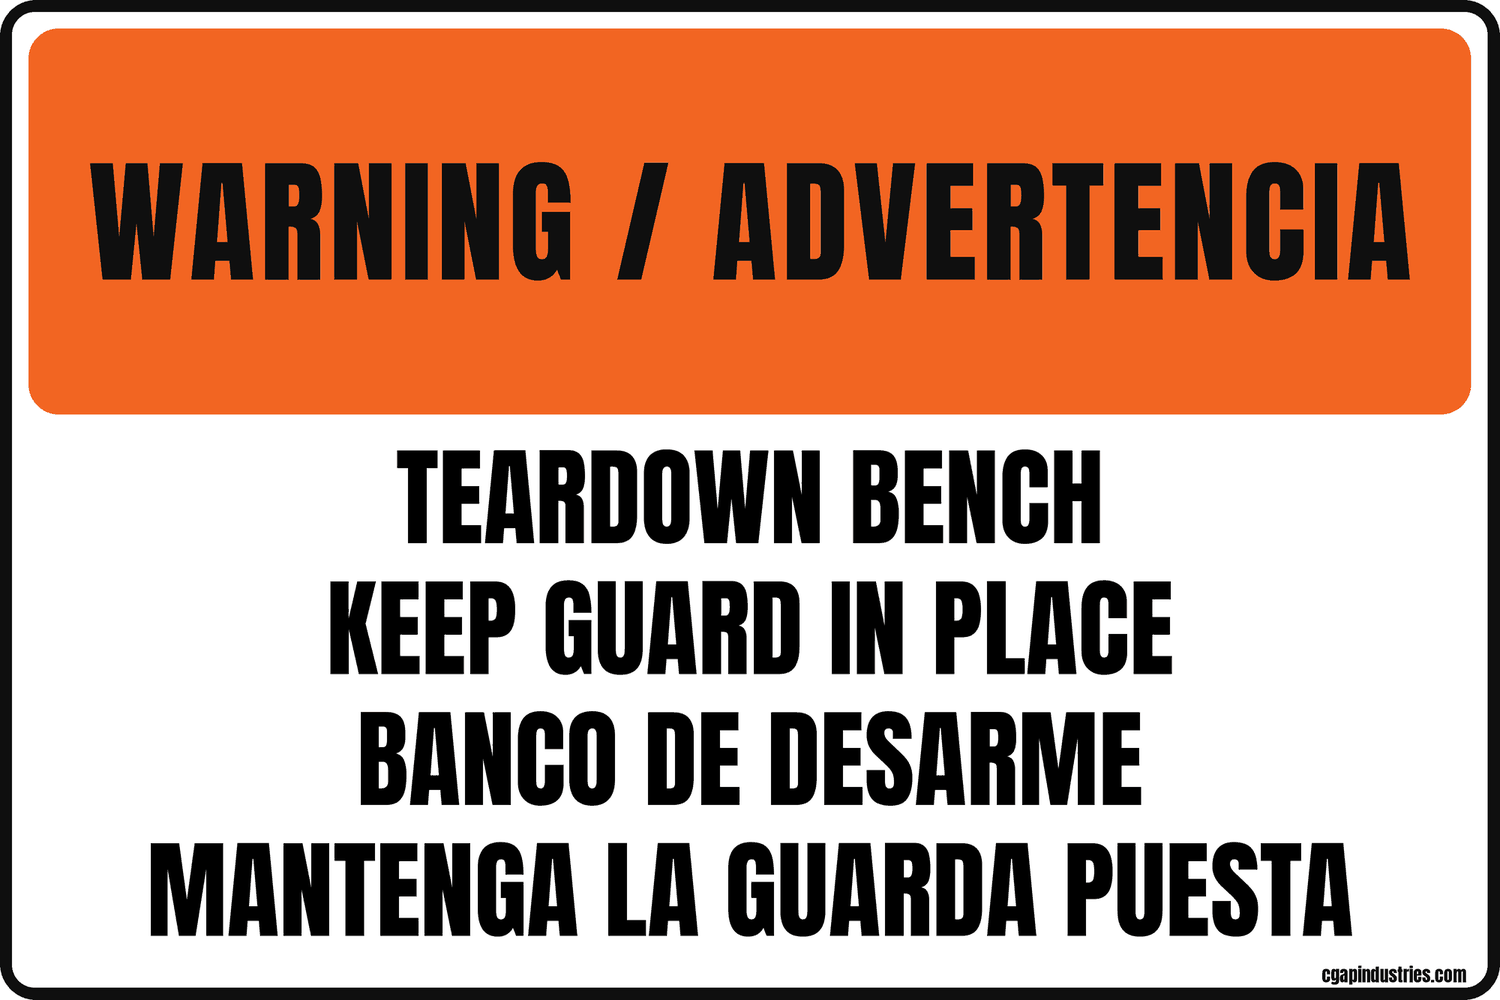 WARNING / ADVERTENCIA
TEARDOWN BENCH
KEEP GUARD IN PLACE
BANCO DE DESARME
MANTENGA LA GUARDA PUESTA
cgapindustries.com